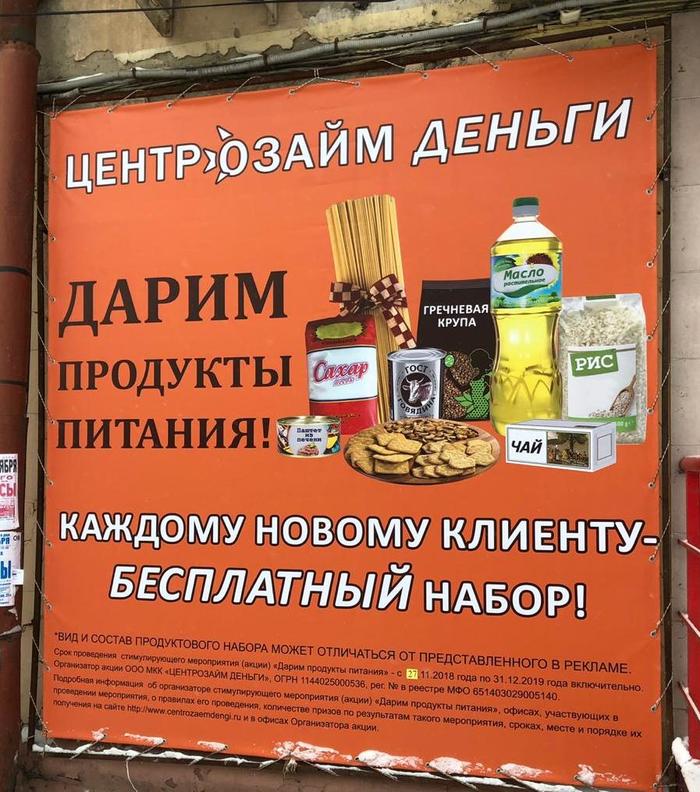 ЦЕНТРОЗАЙМ ДЕНЬГИ
ДАРИМ
ПРОДУКТЫ
ПИТАНИЯ!
Масло
растительное
ГРЕЧНЕВАЯ
КРУПА
РИС
Сахар
ГОСТ
ГОВЯДИНА
Паштет
из
печени
ЧАЙ
КАЖДОМУ НОВОМУ КЛИЕНТУ-
БЕСПЛАТНЫЙ НАБОР!
*ВИД И СОСТАВ ПРОДУКТОВОГО НАБОРА МОЖЕТ ОТЛИЧАТЬСЯ ОТ ПРЕДСТАВЛЕННОГО В РЕКЛАМЕ.
Срок проведения стимулирующего мероприятия (акции) «Дарим продукты питания» - с 27.11.2018 года по 31.12.2019 года включительно.
Организатор акции ООО МКК «ЦЕНТРОЗАЙМ ДЕНЬГИ», ОГРН 1144025000536, рег. № в реестре МФО 651403029005140.
Подробная информация об организаторе стимулирующего мероприятия (акции) «Дарим продукты питания», офисах, участвующих в
проведении мероприятия, о правилах его проведения, количестве призов по результатам такого мероприятия, сроках, месте и порядке их
получения на сайте http://www.centrozaemdengi.ru и в офисах Организатора акции.